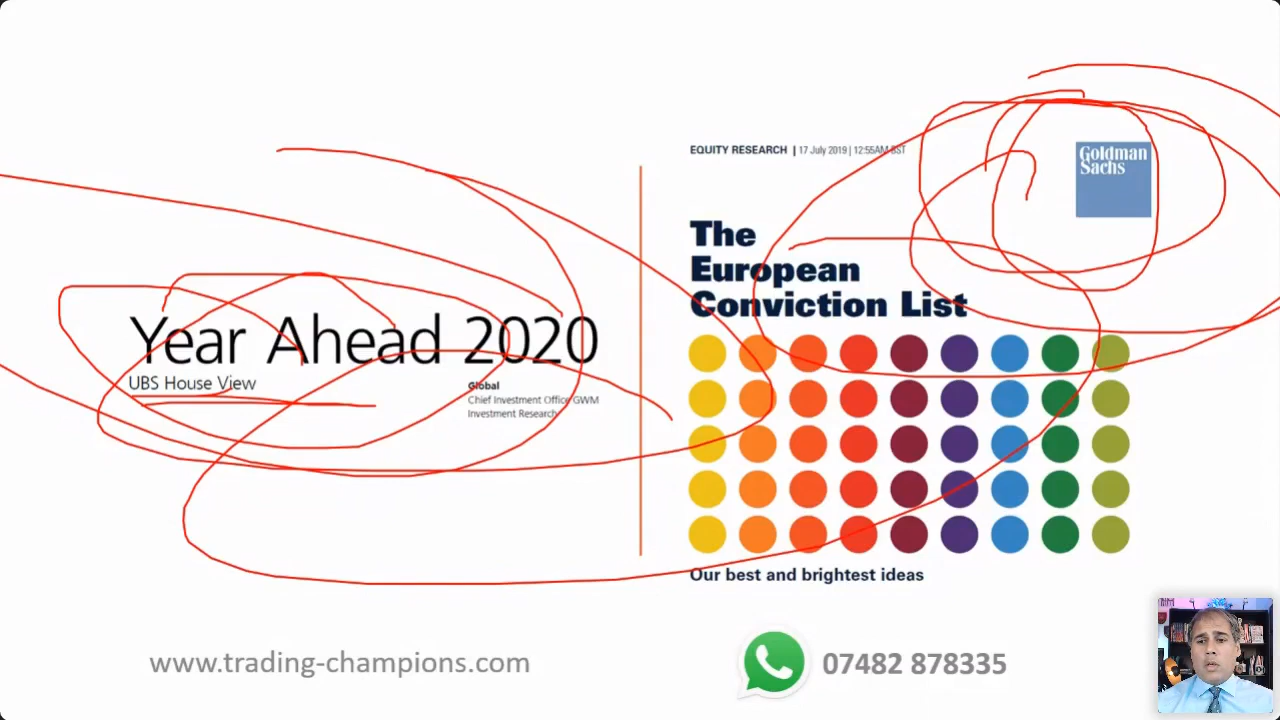 Year Ahead 2020
UBS House View
Global
Chief Investment Office GWM
Investment Research
EQUITY RESEARCH | 17 July 2019 | 12:55AM BST
Goldman
Sachs
The
European
Conviction List
Our best and brightest ideas
www.trading-champions.com
07482 878335